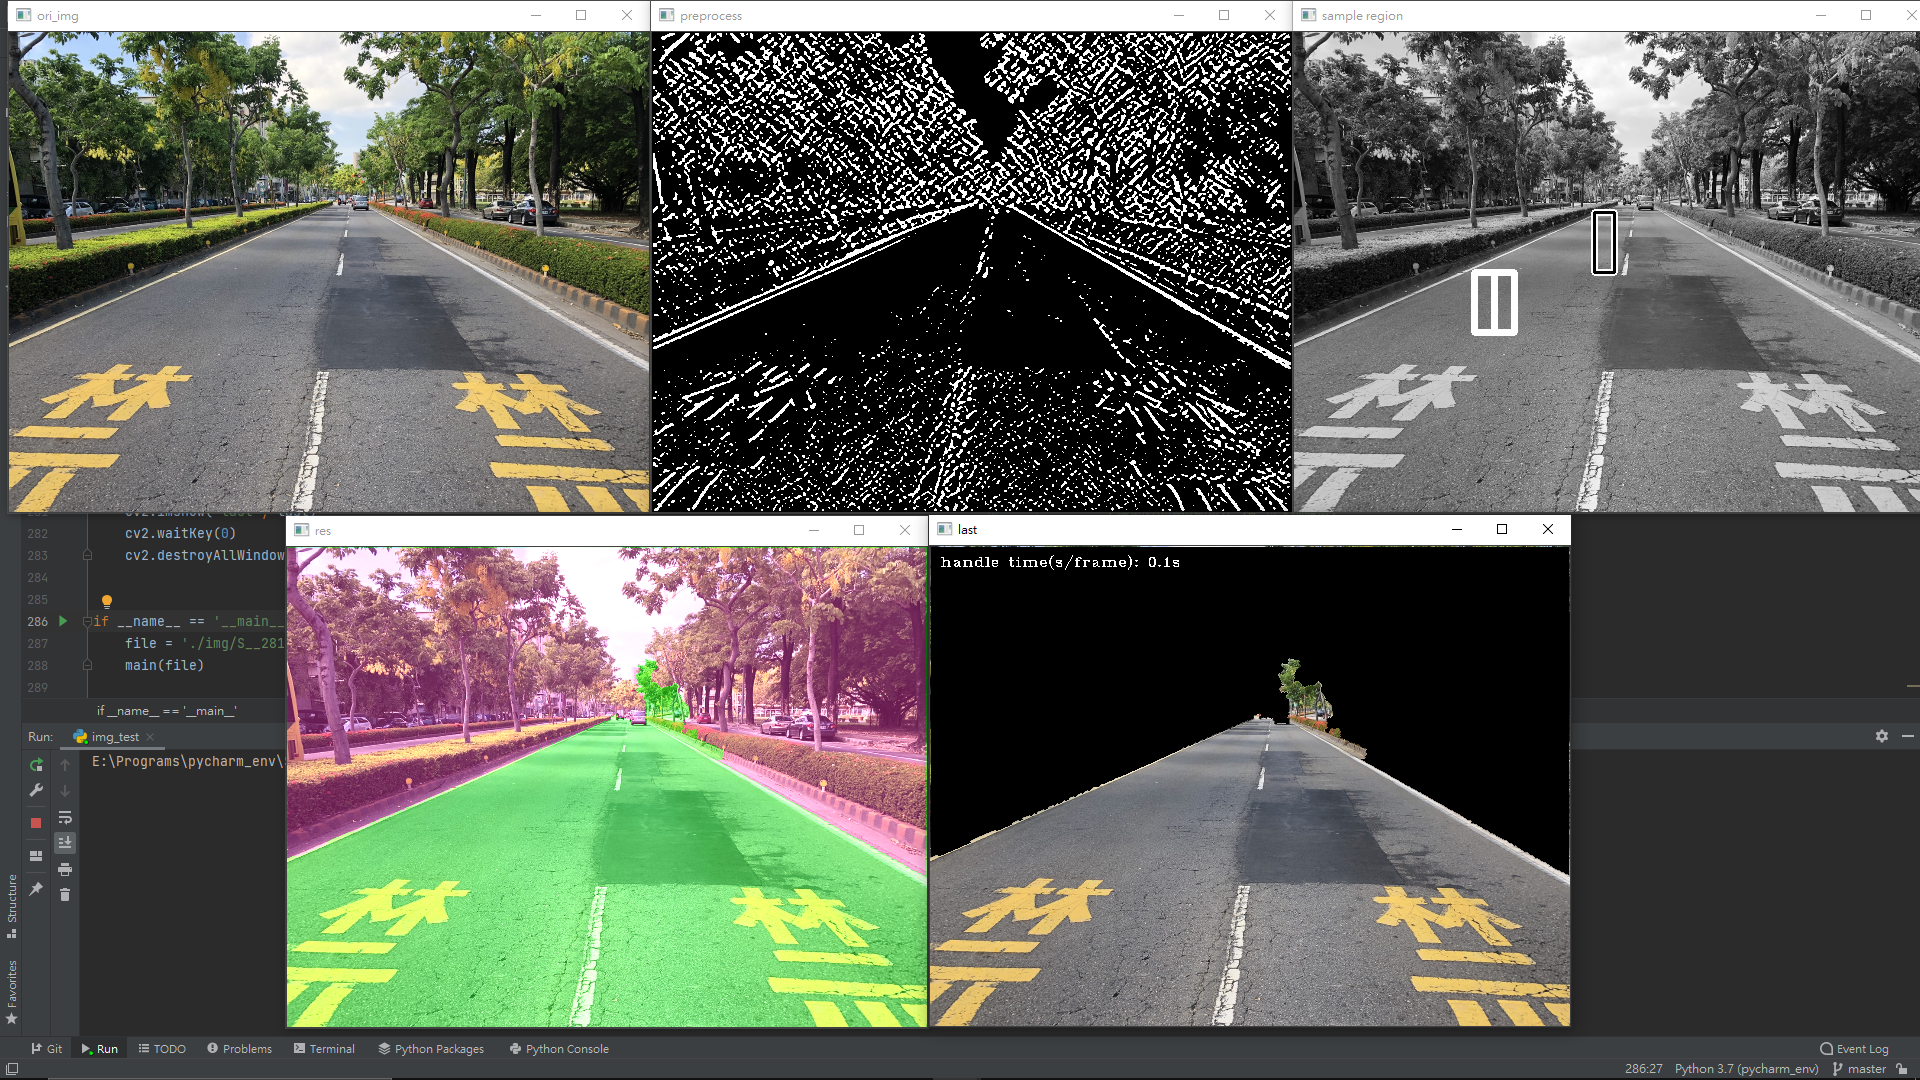 ori_img
preprocess
sample region
282 cv2.waitKey(0)
283 cv2.destroyAllWindow
284
285
286 if __name__ == '__main__
287 file = './img/S__281
288 main(file)
289
if __name__ == '__main__'
Run: img_test
E:\Programs\pycharm_env\
res
last
handle time(s/frame): 0.1s
Structure
Favorites
Git Run TODO Problems Terminal Python Packages Python Console Event Log
286:27 Python 3.7 (pycharm_env) master